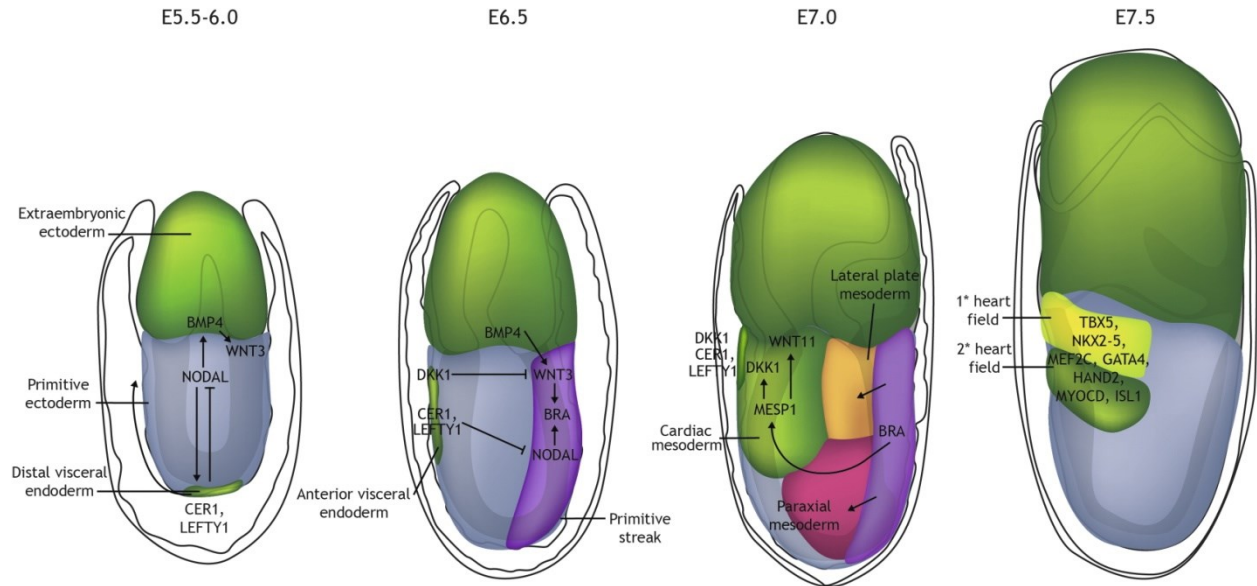 E5.5-6.0
E6.5
E7.0
E7.5
Extraembryonic
ectoderm
BMP4
WNT3
NODAL
Primitive
ectoderm
Distal visceral
endoderm
CER1,
LEFTY1
BMP4
DKK1
WNT3
CER1,
LEFTY1
BRA
NODAL
Anterior visceral
endoderm
Primitive
streak
Lateral plate
mesoderm
DKK1
CER1,
LEFTY1
WNT11
DKK1
MESP1
BRA
Cardiac
mesoderm
Paraxial
mesoderm
1* heart
field
2* heart
field
TBX5,
NKX2-5,
MEF2C, GATA4,
HAND2,
MYOCD, ISL1